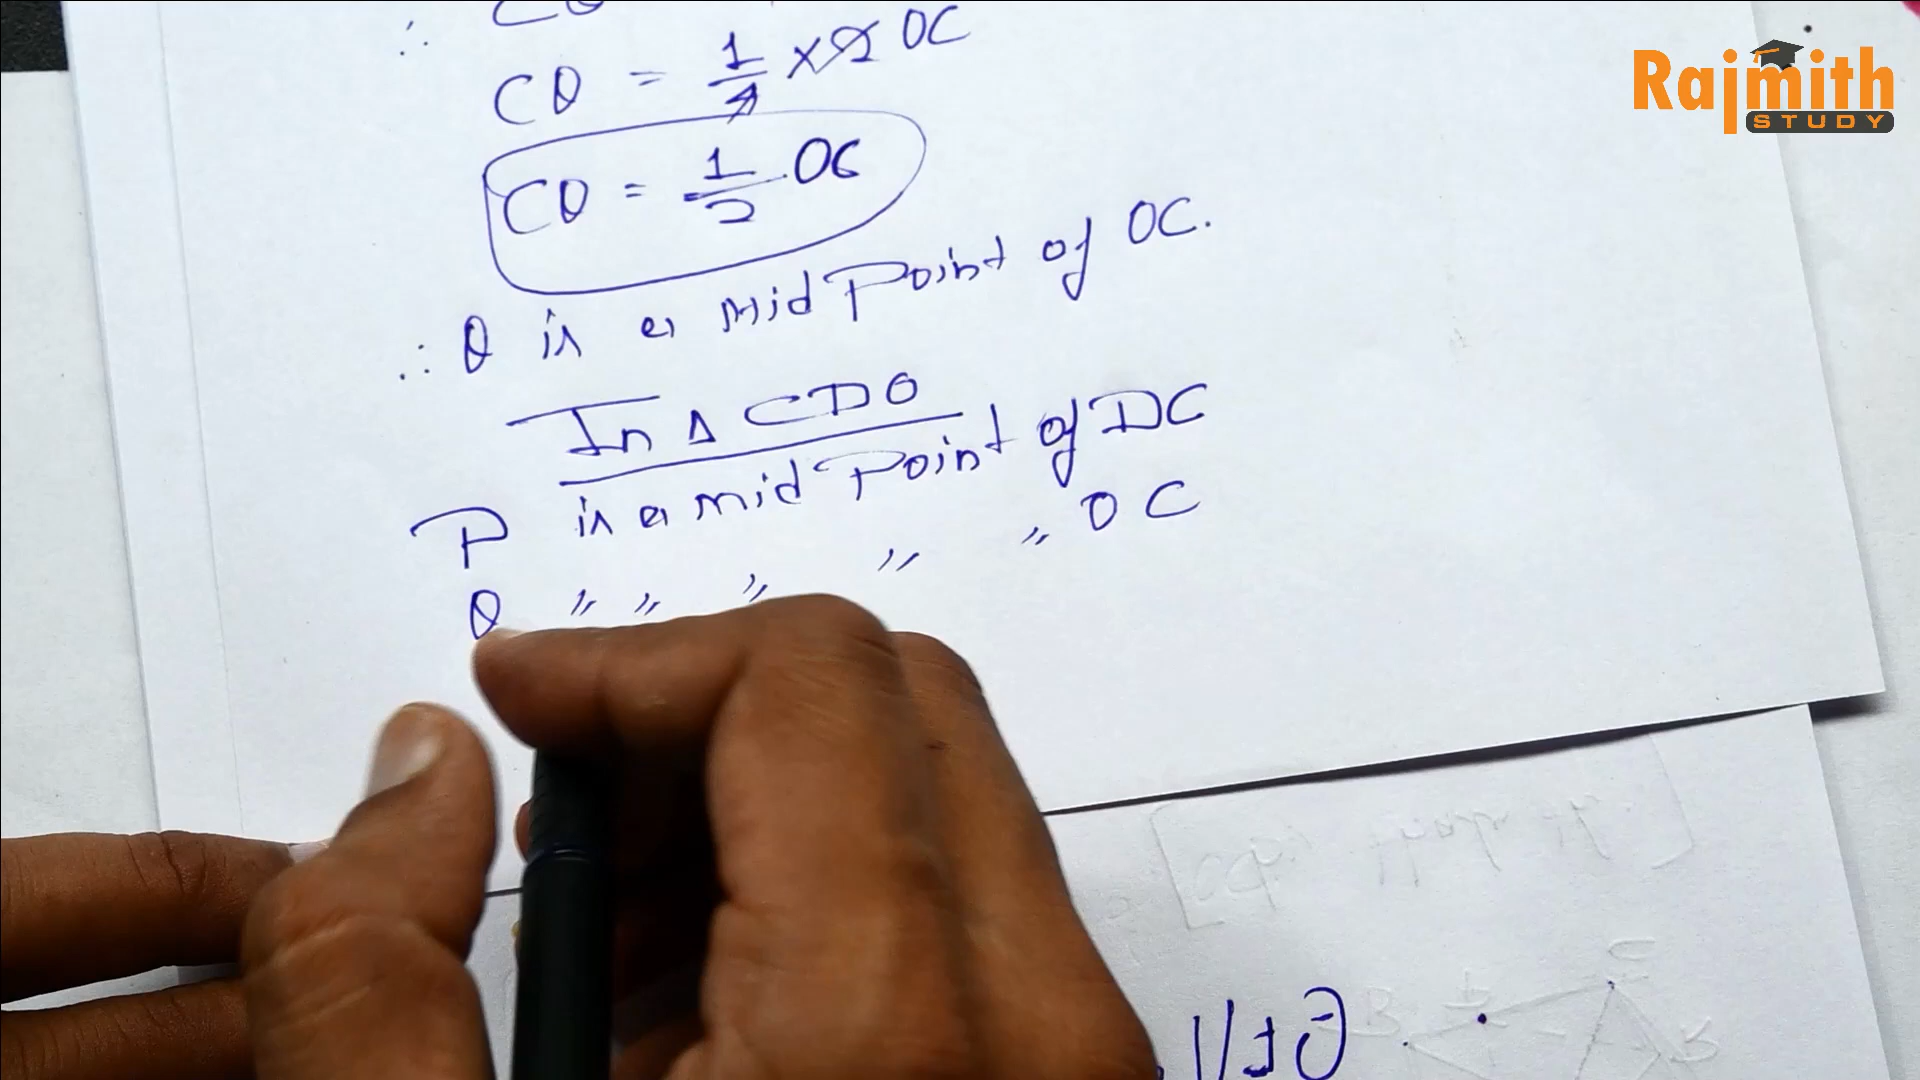 ∴ CQ
CQ = 1/4 × 2 OC
CQ = 1/2 OC
∴ Q is a mid Point of OC.
In Δ CDO
P is a mid Point of DC
Q " " " " " OC
Rajmith
STUDY